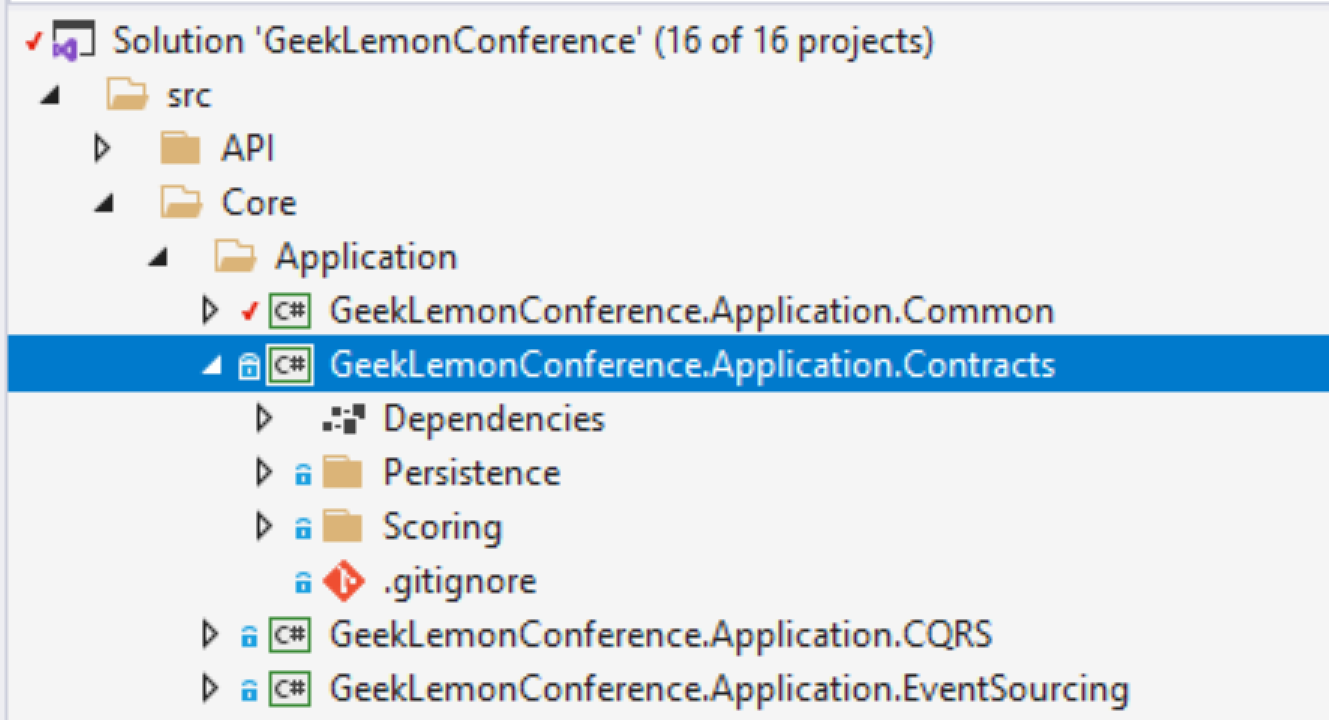 Solution 'GeekLemonConference' (16 of 16 projects)
src
API
Core
Application
C# GeekLemonConference.Application.Common
C# GeekLemonConference.Application.Contracts
Dependencies
Persistence
Scoring
.gitignore
C# GeekLemonConference.Application.CQRS
C# GeekLemonConference.Application.EventSourcing